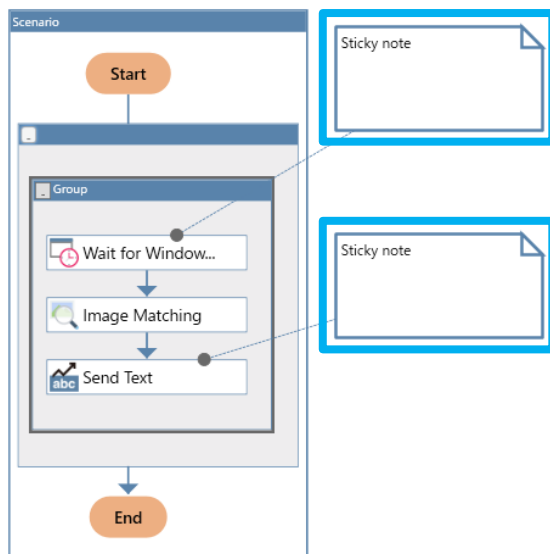 Scenario
Sticky note
Start
Group
Wait for Window...
Sticky note
Image Matching
abc
Send Text
End